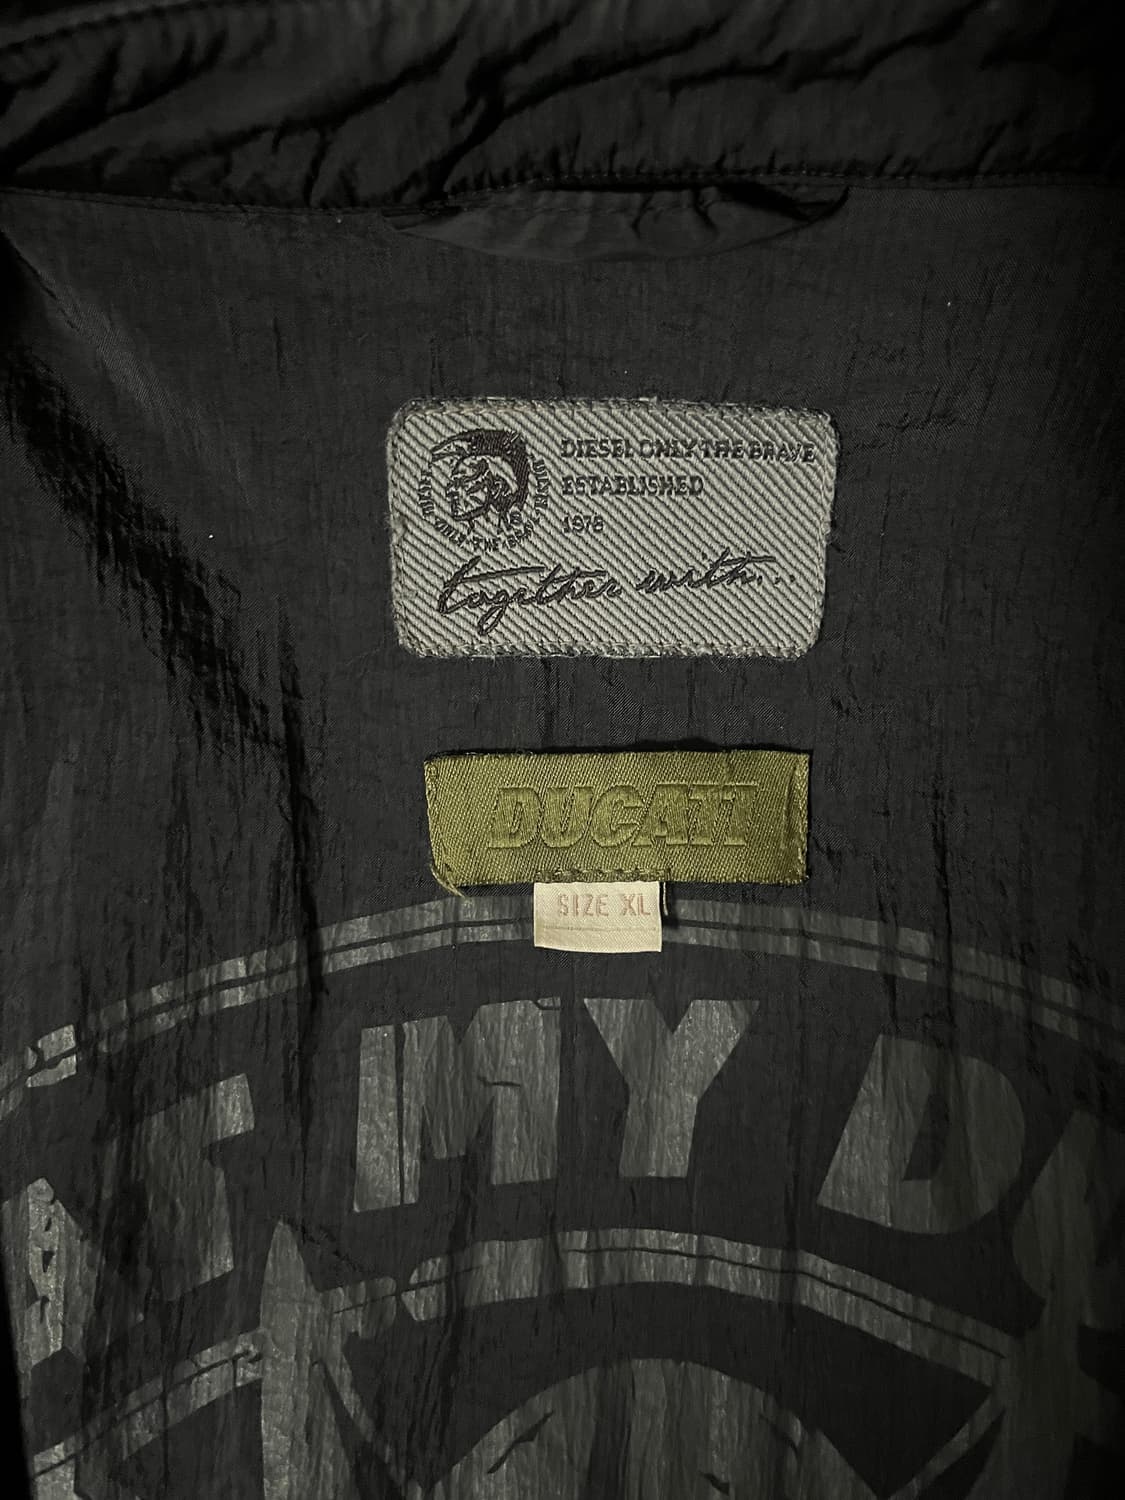 DIESEL ONLY THE BRAVE
ESTABLISHED
1978
together with...
DUCATI
SIZE XL
MY